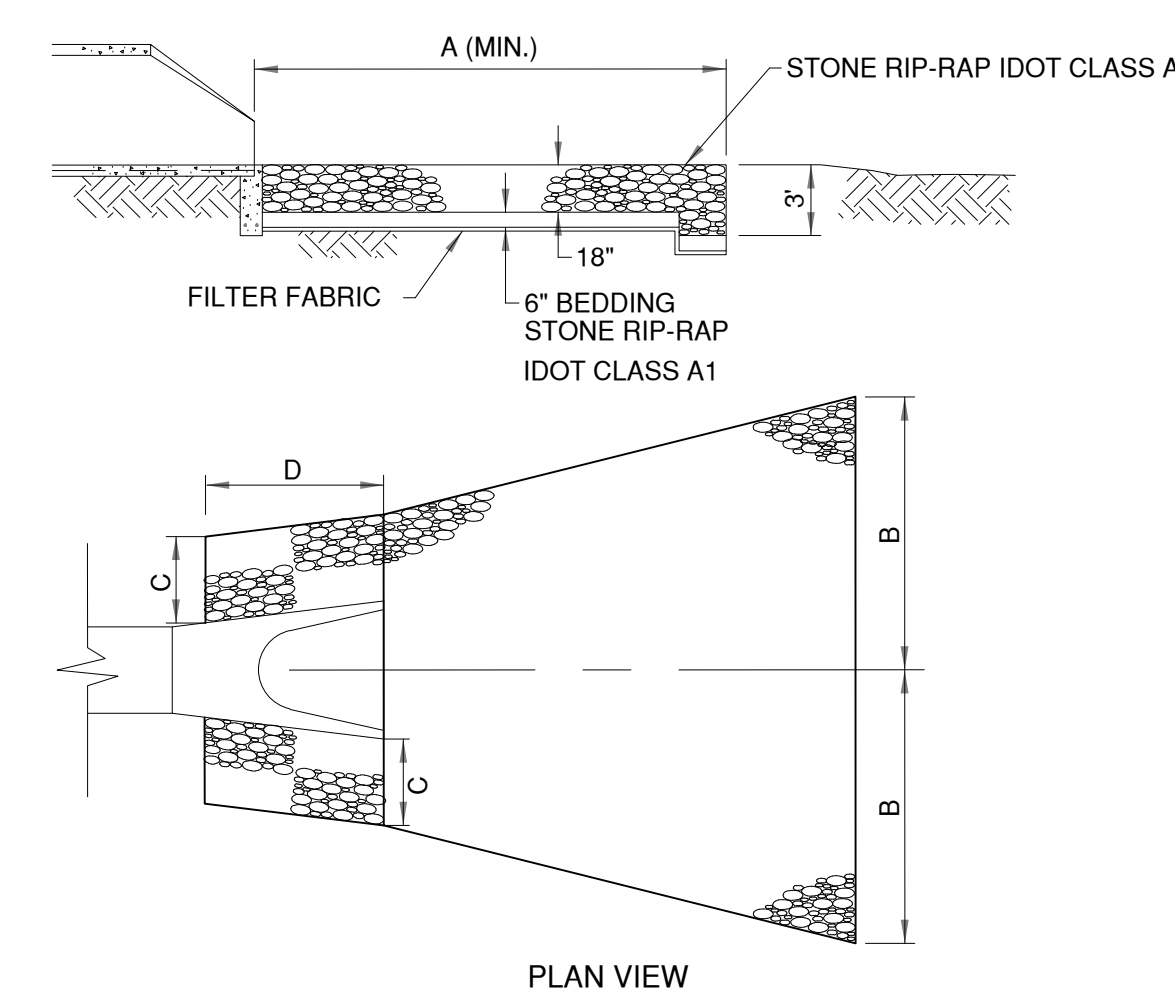 A (MIN.)
STONE RIP-RAP IDOT CLASS A
3'
18"
FILTER FABRIC
6" BEDDING
STONE RIP-RAP
IDOT CLASS A1
D
C
B
C
B
PLAN VIEW